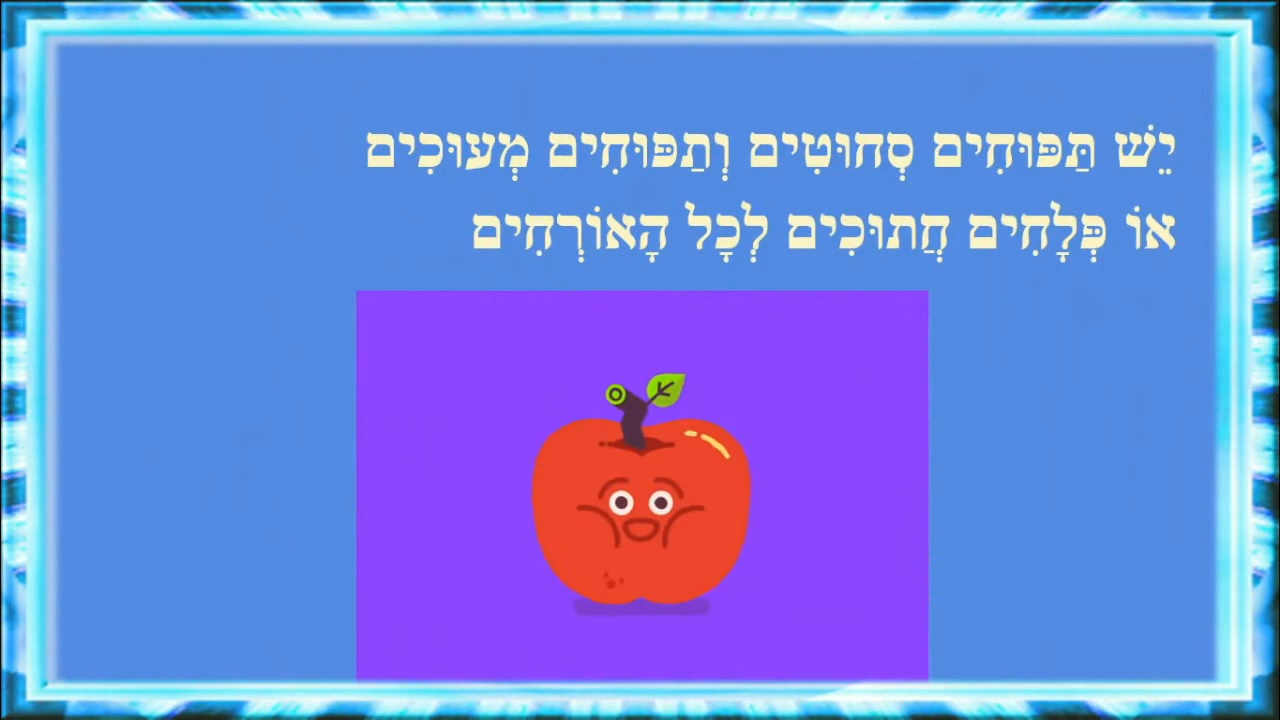 יֵשׁ תַּפּוּחִים סְחוּטִים וְתַפּוּחִים מְעוּכִים
אוֹ פְּלָחִים חֲתוּכִים לְכָל הָאוֹרְחִים